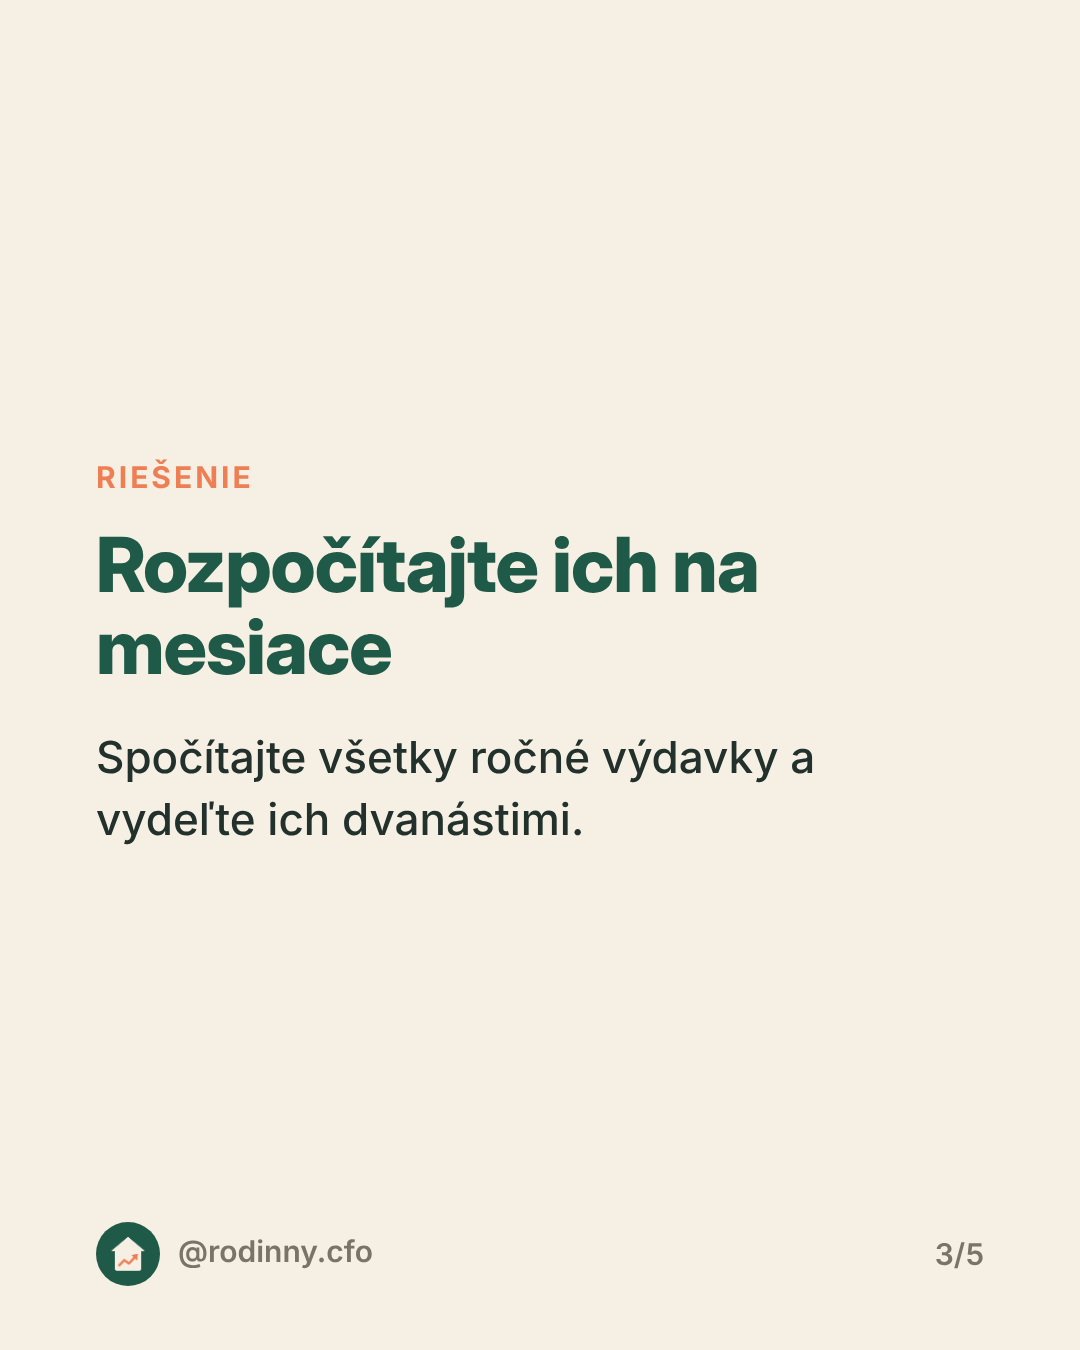 RIEŠENIE
Rozpočítajte ich na
mesiace
Spočítajte všetky ročné výdavky a
vydeľte ich dvanástimi.
@rodinny.cfo
3/5